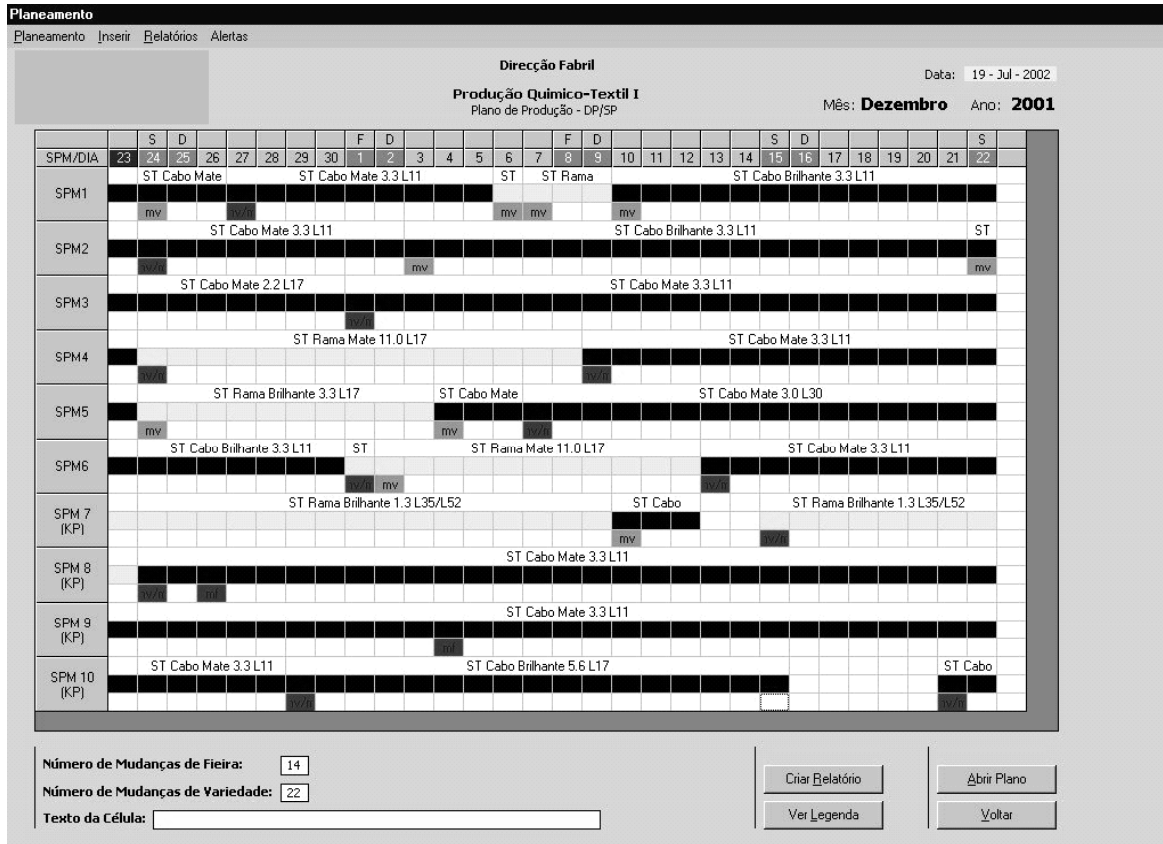 Planeamento
Planeamento Inserir Relatórios Alertas
Direcção Fabril
Data: 19 - Jul - 2002
Produção Quimico-Textil I
Plano de Produção - DP/SP
Mês: Dezembro Ano: 2001
S D F D F D S D S
SPM/DIA 23 24 25 26 27 28 29 30 1 2 3 4 5 6 7 8 9 10 11 12 13 14 15 16 17 18 19 20 21 22
ST Cabo Mate ST Cabo Mate 3.3 L11 ST ST Rama ST Cabo Brilhante 3.3 L11
SPM1
mv mv/f mv mv mv
ST Cabo Mate 3.3 L11 ST Cabo Brilhante 3.3 L11 ST
SPM2
mv mv
ST Cabo Mate 2.2 L17 ST Cabo Mate 3.3 L11
SPM3
ST Rama Mate 11.0 L17 ST Cabo Mate 3.3 L11
SPM4
ST Rama Brilhante 3.3 L17 ST Cabo Mate ST Cabo Mate 3.0 L30
SPM5
mv mv
ST Cabo Brilhante 3.3 L11 ST ST Rama Mate 11.0 L17 ST Cabo Mate 3.3 L11
SPM6
mv
ST Rama Brilhante 1.3 L35/L52 ST Cabo ST Rama Brilhante 1.3 L35/L52
SPM 7
(KP)
mv
ST Cabo Mate 3.3 L11
SPM 8
(KP)
mf
ST Cabo Mate 3.3 L11
SPM 9
(KP)
mf
ST Cabo Mate 3.3 L11 ST Cabo Brilhante 5.6 L17 ST Cabo
SPM 10
(KP)
Número de Mudanças de Fieira: 14
Número de Mudanças de Variedade: 22
Texto da Célula:
Criar Relatório Abrir Plano
Ver Legenda Voltar